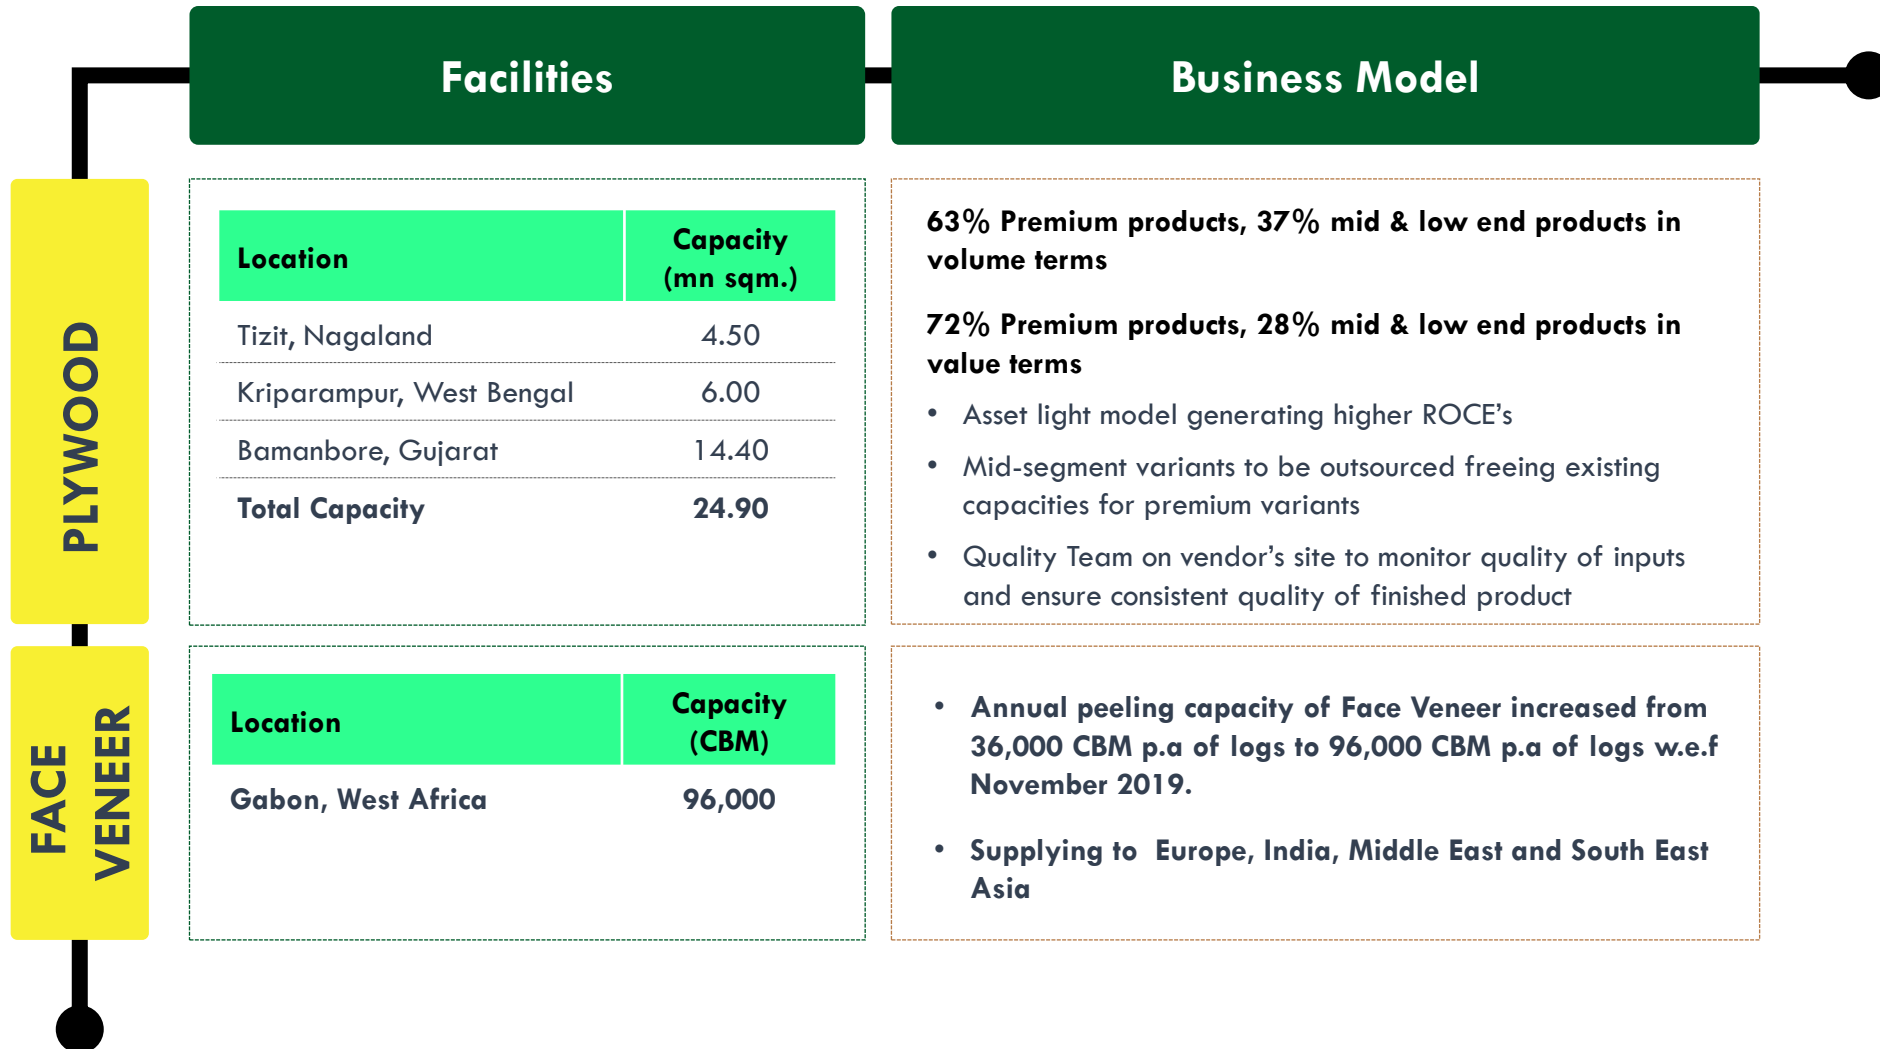 Facilities
Business Model
PLYWOOD
Location
Capacity
(mn sqm.)
Tizit, Nagaland
4.50
Kriparampur, West Bengal
6.00
Bamanbore, Gujarat
14.40
Total Capacity
24.90
63% Premium products, 37% mid & low end products in
volume terms
72% Premium products, 28% mid & low end products in
value terms
• Asset light model generating higher ROCE’s
• Mid-segment variants to be outsourced freeing existing
capacities for premium variants
• Quality Team on vendor’s site to monitor quality of inputs
and ensure consistent quality of finished product
FACE
VENEER
Location
Capacity
(CBM)
Gabon, West Africa
96,000
• Annual peeling capacity of Face Veneer increased from
36,000 CBM p.a of logs to 96,000 CBM p.a of logs w.e.f
November 2019.
• Supplying to  Europe, India, Middle East and South East
Asia